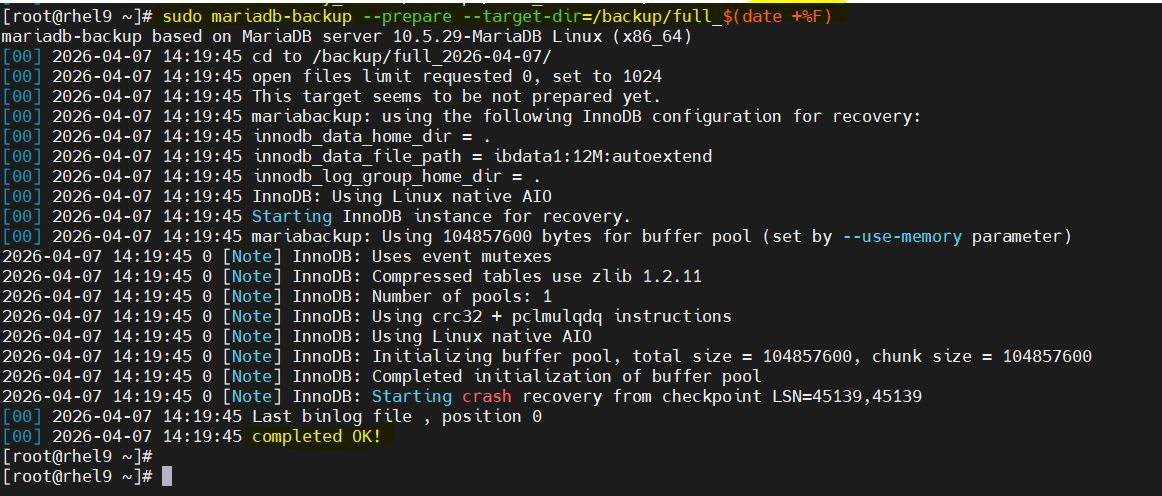 [root@rhel9 ~]# sudo mariadb-backup --prepare --target-dir=/backup/full_$(date +%F)
mariadb-backup based on MariaDB server 10.5.29-MariaDB Linux (x86_64)
[00] 2026-04-07 14:19:45 cd to /backup/full_2026-04-07/
[00] 2026-04-07 14:19:45 open files limit requested 0, set to 1024
[00] 2026-04-07 14:19:45 This target seems to be not prepared yet.
[00] 2026-04-07 14:19:45 mariabackup: using the following InnoDB configuration for recovery:
[00] 2026-04-07 14:19:45 innodb_data_home_dir = .
[00] 2026-04-07 14:19:45 innodb_data_file_path = ibdata1:12M:autoextend
[00] 2026-04-07 14:19:45 innodb_log_group_home_dir = .
[00] 2026-04-07 14:19:45 InnoDB: Using Linux native AIO
[00] 2026-04-07 14:19:45 Starting InnoDB instance for recovery.
[00] 2026-04-07 14:19:45 mariabackup: Using 104857600 bytes for buffer pool (set by --use-memory parameter)
2026-04-07 14:19:45 0 [Note] InnoDB: Uses event mutexes
2026-04-07 14:19:45 0 [Note] InnoDB: Compressed tables use zlib 1.2.11
2026-04-07 14:19:45 0 [Note] InnoDB: Number of pools: 1
2026-04-07 14:19:45 0 [Note] InnoDB: Using crc32 + pclmulqdq instructions
2026-04-07 14:19:45 0 [Note] InnoDB: Using Linux native AIO
2026-04-07 14:19:45 0 [Note] InnoDB: Initializing buffer pool, total size = 104857600, chunk size = 104857600
2026-04-07 14:19:45 0 [Note] InnoDB: Completed initialization of buffer pool
2026-04-07 14:19:45 0 [Note] InnoDB: Starting crash recovery from checkpoint LSN=45139,45139
[00] 2026-04-07 14:19:45 Last binlog file , position 0
[00] 2026-04-07 14:19:45 completed OK!
[root@rhel9 ~]#
[root@rhel9 ~]#